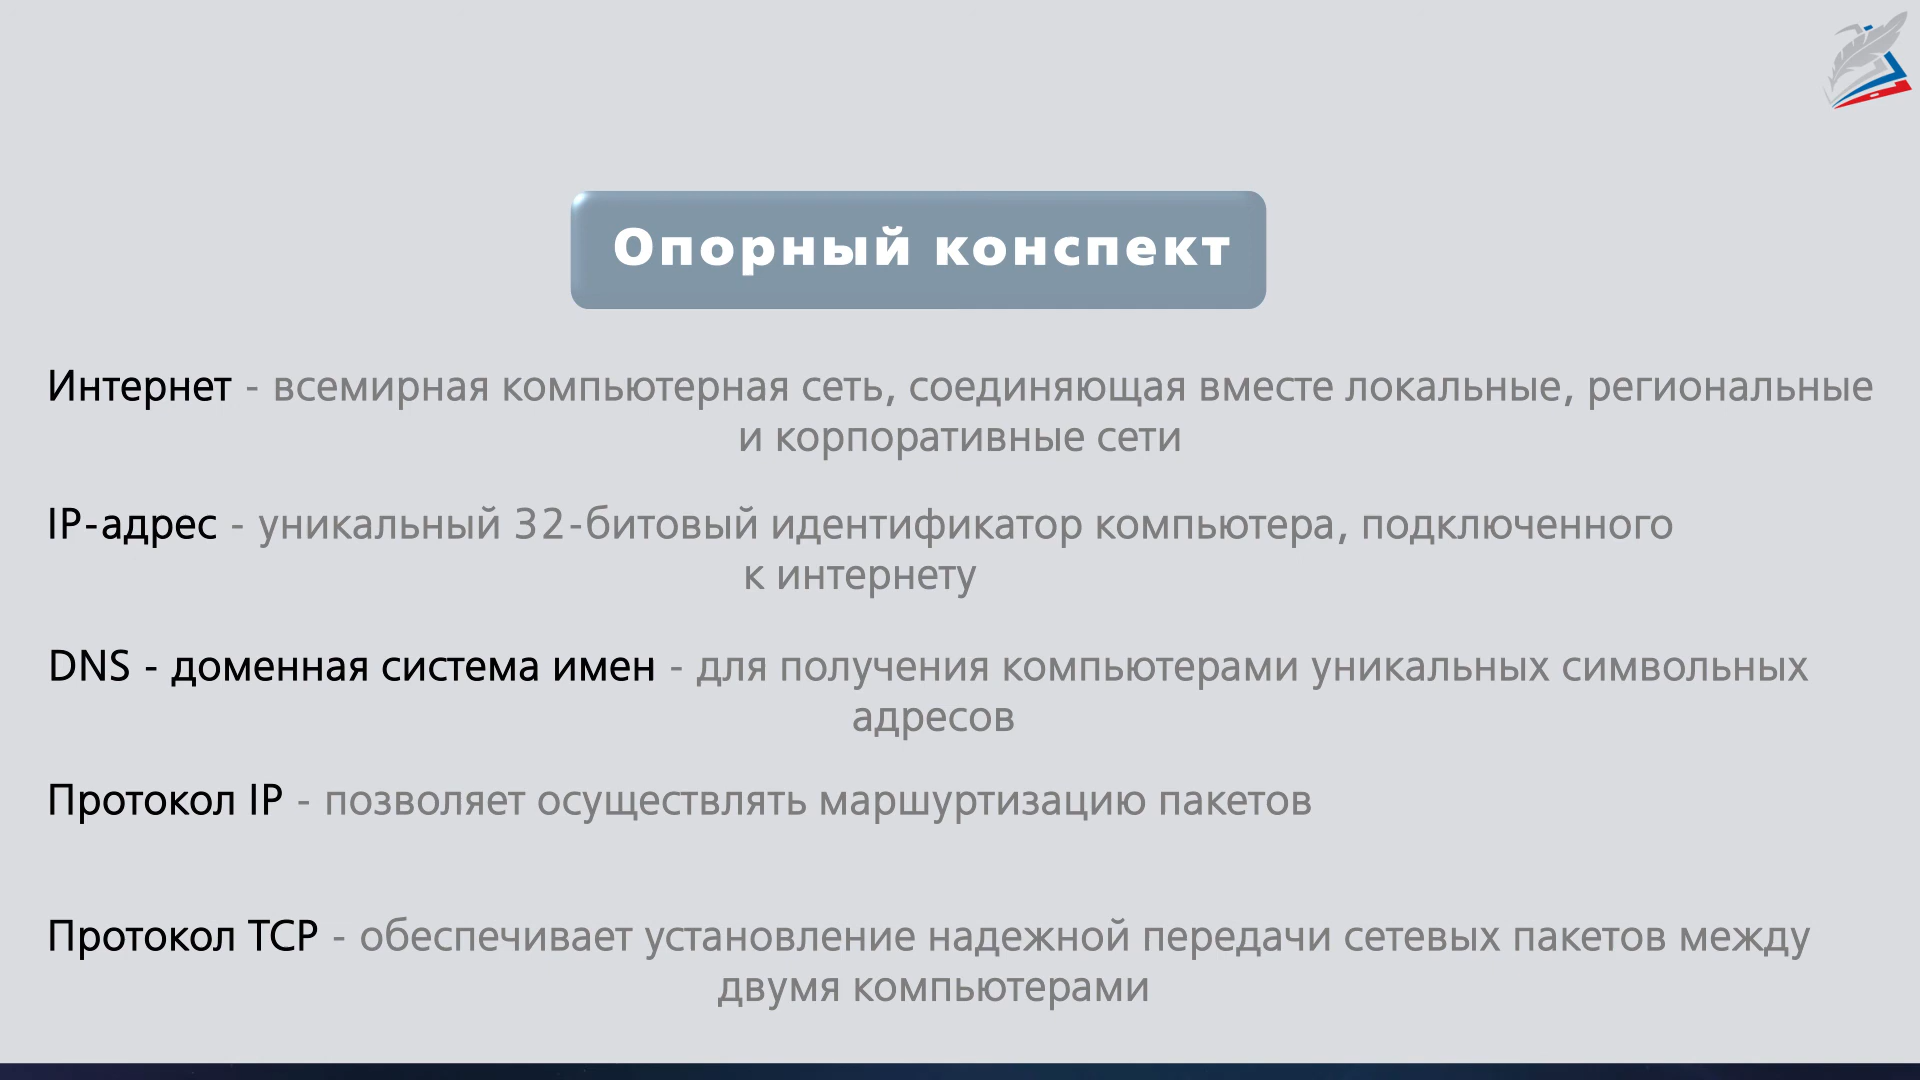 Опорный конспект
Интернет - всемирная компьютерная сеть, соединяющая вместе локальные, региональные
и корпоративные сети
IP-адрес - уникальный 32-битовый идентификатор компьютера, подключенного
к интернету
DNS - доменная система имен - для получения компьютерами уникальных символьных
адресов
Протокол IP - позволяет осуществлять маршуртизацию пакетов
Протокол TCP - обеспечивает установление надежной передачи сетевых пакетов между
двумя компьютерами